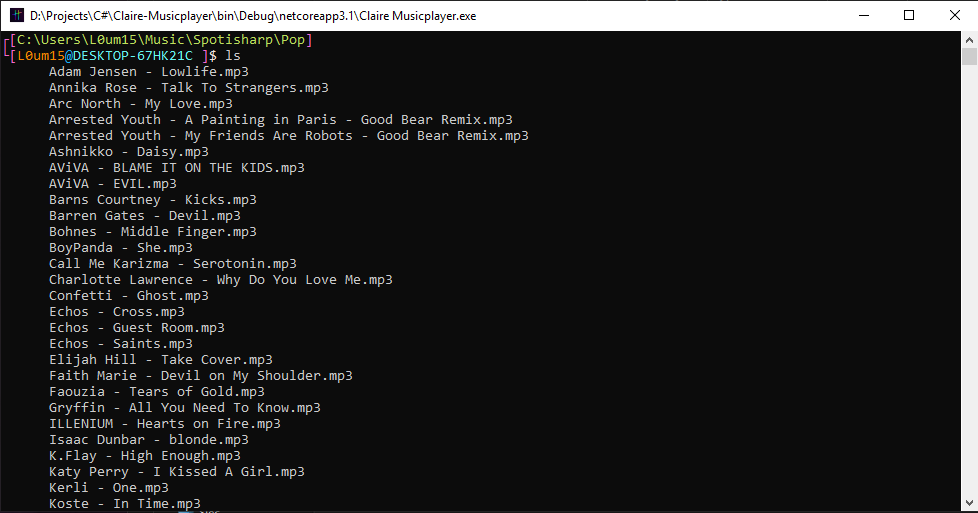 D:\Projects\C#\Claire-Musicplayer\bin\Debug\netcoreapp3.1\Claire Musicplayer.exe
[C:\Users\L0um15\Music\Spotisharp\Pop]
[L0um15@DESKTOP-67HK21C ]$ ls
Adam Jensen - Lowlife.mp3
Annika Rose - Talk To Strangers.mp3
Arc North - My Love.mp3
Arrested Youth - A Painting in Paris - Good Bear Remix.mp3
Arrested Youth - My Friends Are Robots - Good Bear Remix.mp3
Ashnikko - Daisy.mp3
AViVA - BLAME IT ON THE KIDS.mp3
AViVA - EVIL.mp3
Barns Courtney - Kicks.mp3
Barren Gates - Devil.mp3
Bohnes - Middle Finger.mp3
BoyPanda - She.mp3
Call Me Karizma - Serotonin.mp3
Charlotte Lawrence - Why Do You Love Me.mp3
Confetti - Ghost.mp3
Echos - Cross.mp3
Echos - Guest Room.mp3
Echos - Saints.mp3
Elijah Hill - Take Cover.mp3
Faith Marie - Devil on My Shoulder.mp3
Faouzia - Tears of Gold.mp3
Gryffin - All You Need To Know.mp3
ILLENIUM - Hearts on Fire.mp3
Isaac Dunbar - blonde.mp3
K.Flay - High Enough.mp3
Katy Perry - I Kissed A Girl.mp3
Kerli - One.mp3
Koste - In Time.mp3